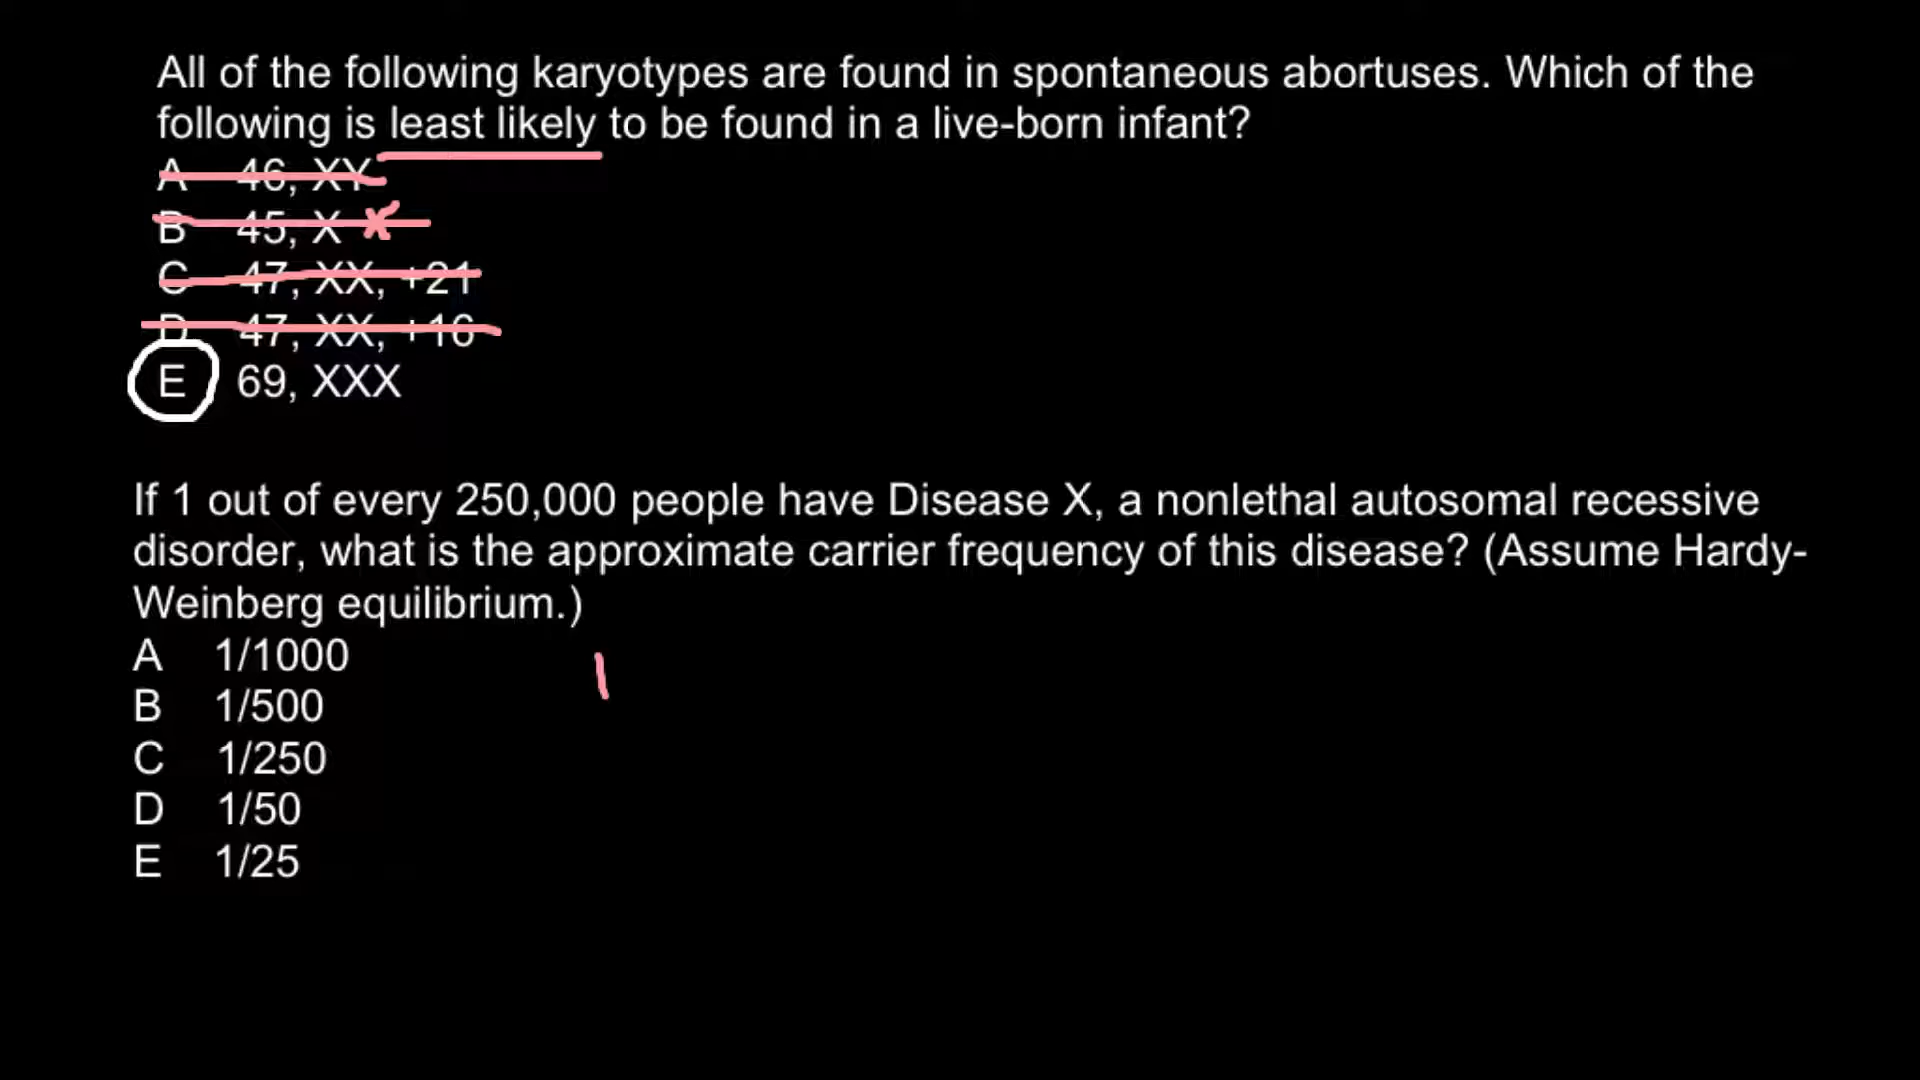 All of the following karyotypes are found in spontaneous abortuses. Which of the
following is least likely to be found in a live-born infant?
A 46, XY
B 45, X
C 47, XX, +21
D 47, XX, +16
E 69, XXX
If 1 out of every 250,000 people have Disease X, a nonlethal autosomal recessive
disorder, what is the approximate carrier frequency of this disease? (Assume Hardy-
Weinberg equilibrium.)
A 1/1000
B 1/500
C 1/250
D 1/50
E 1/25